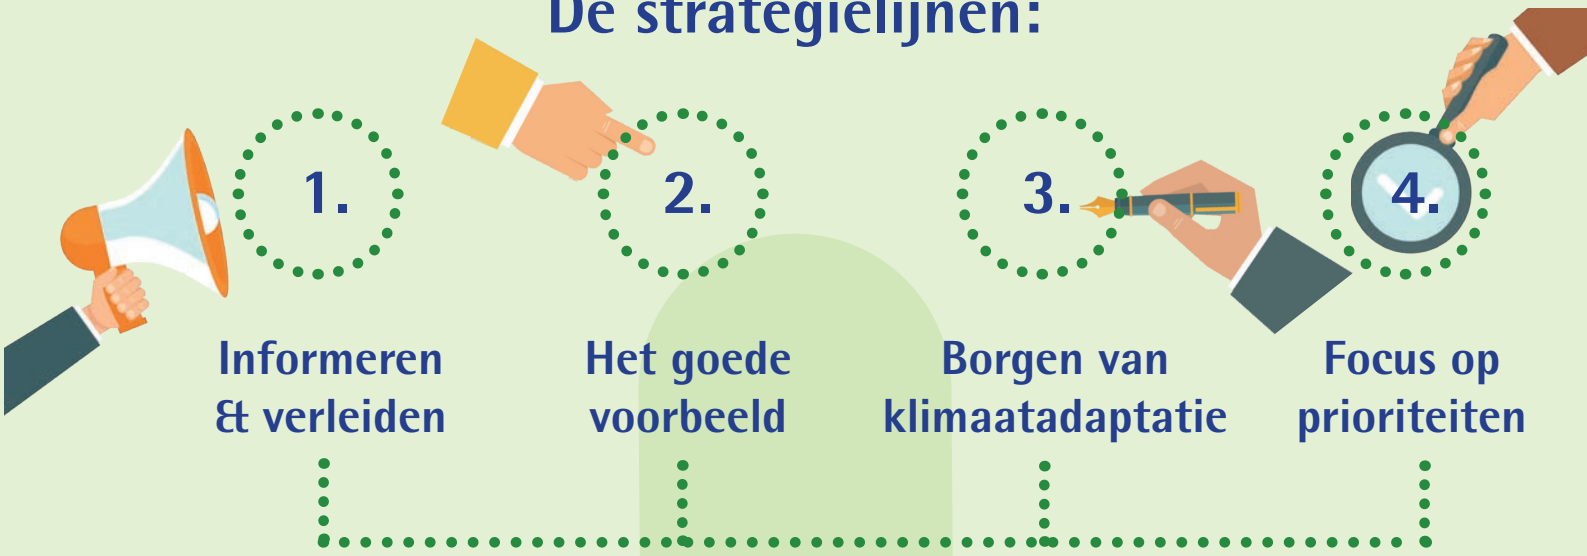 De strategielijnen:
1.
2.
3.
4.
Informeren
& verleiden
Het goede
voorbeeld
Borgen van
klimaatadaptatie
Focus op
prioriteiten